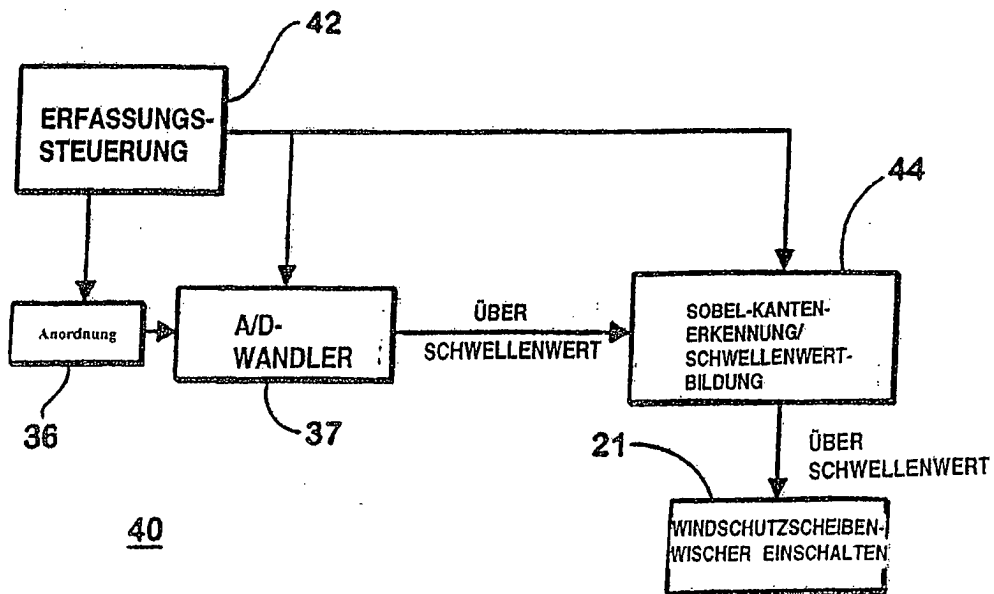 42
ERFASSUNGS-
STEUERUNG
44
Anordnung
A/D-
WANDLER
ÜBER
SCHWELLENWERT
SOBEL-KANTEN-
ERKENNUNG/
SCHWELLENWERT-
BILDUNG
36
37
21
ÜBER
SCHWELLENWERT
40
WINDSCHUTZSCHEIBEN-
WISCHER EINSCHALTEN